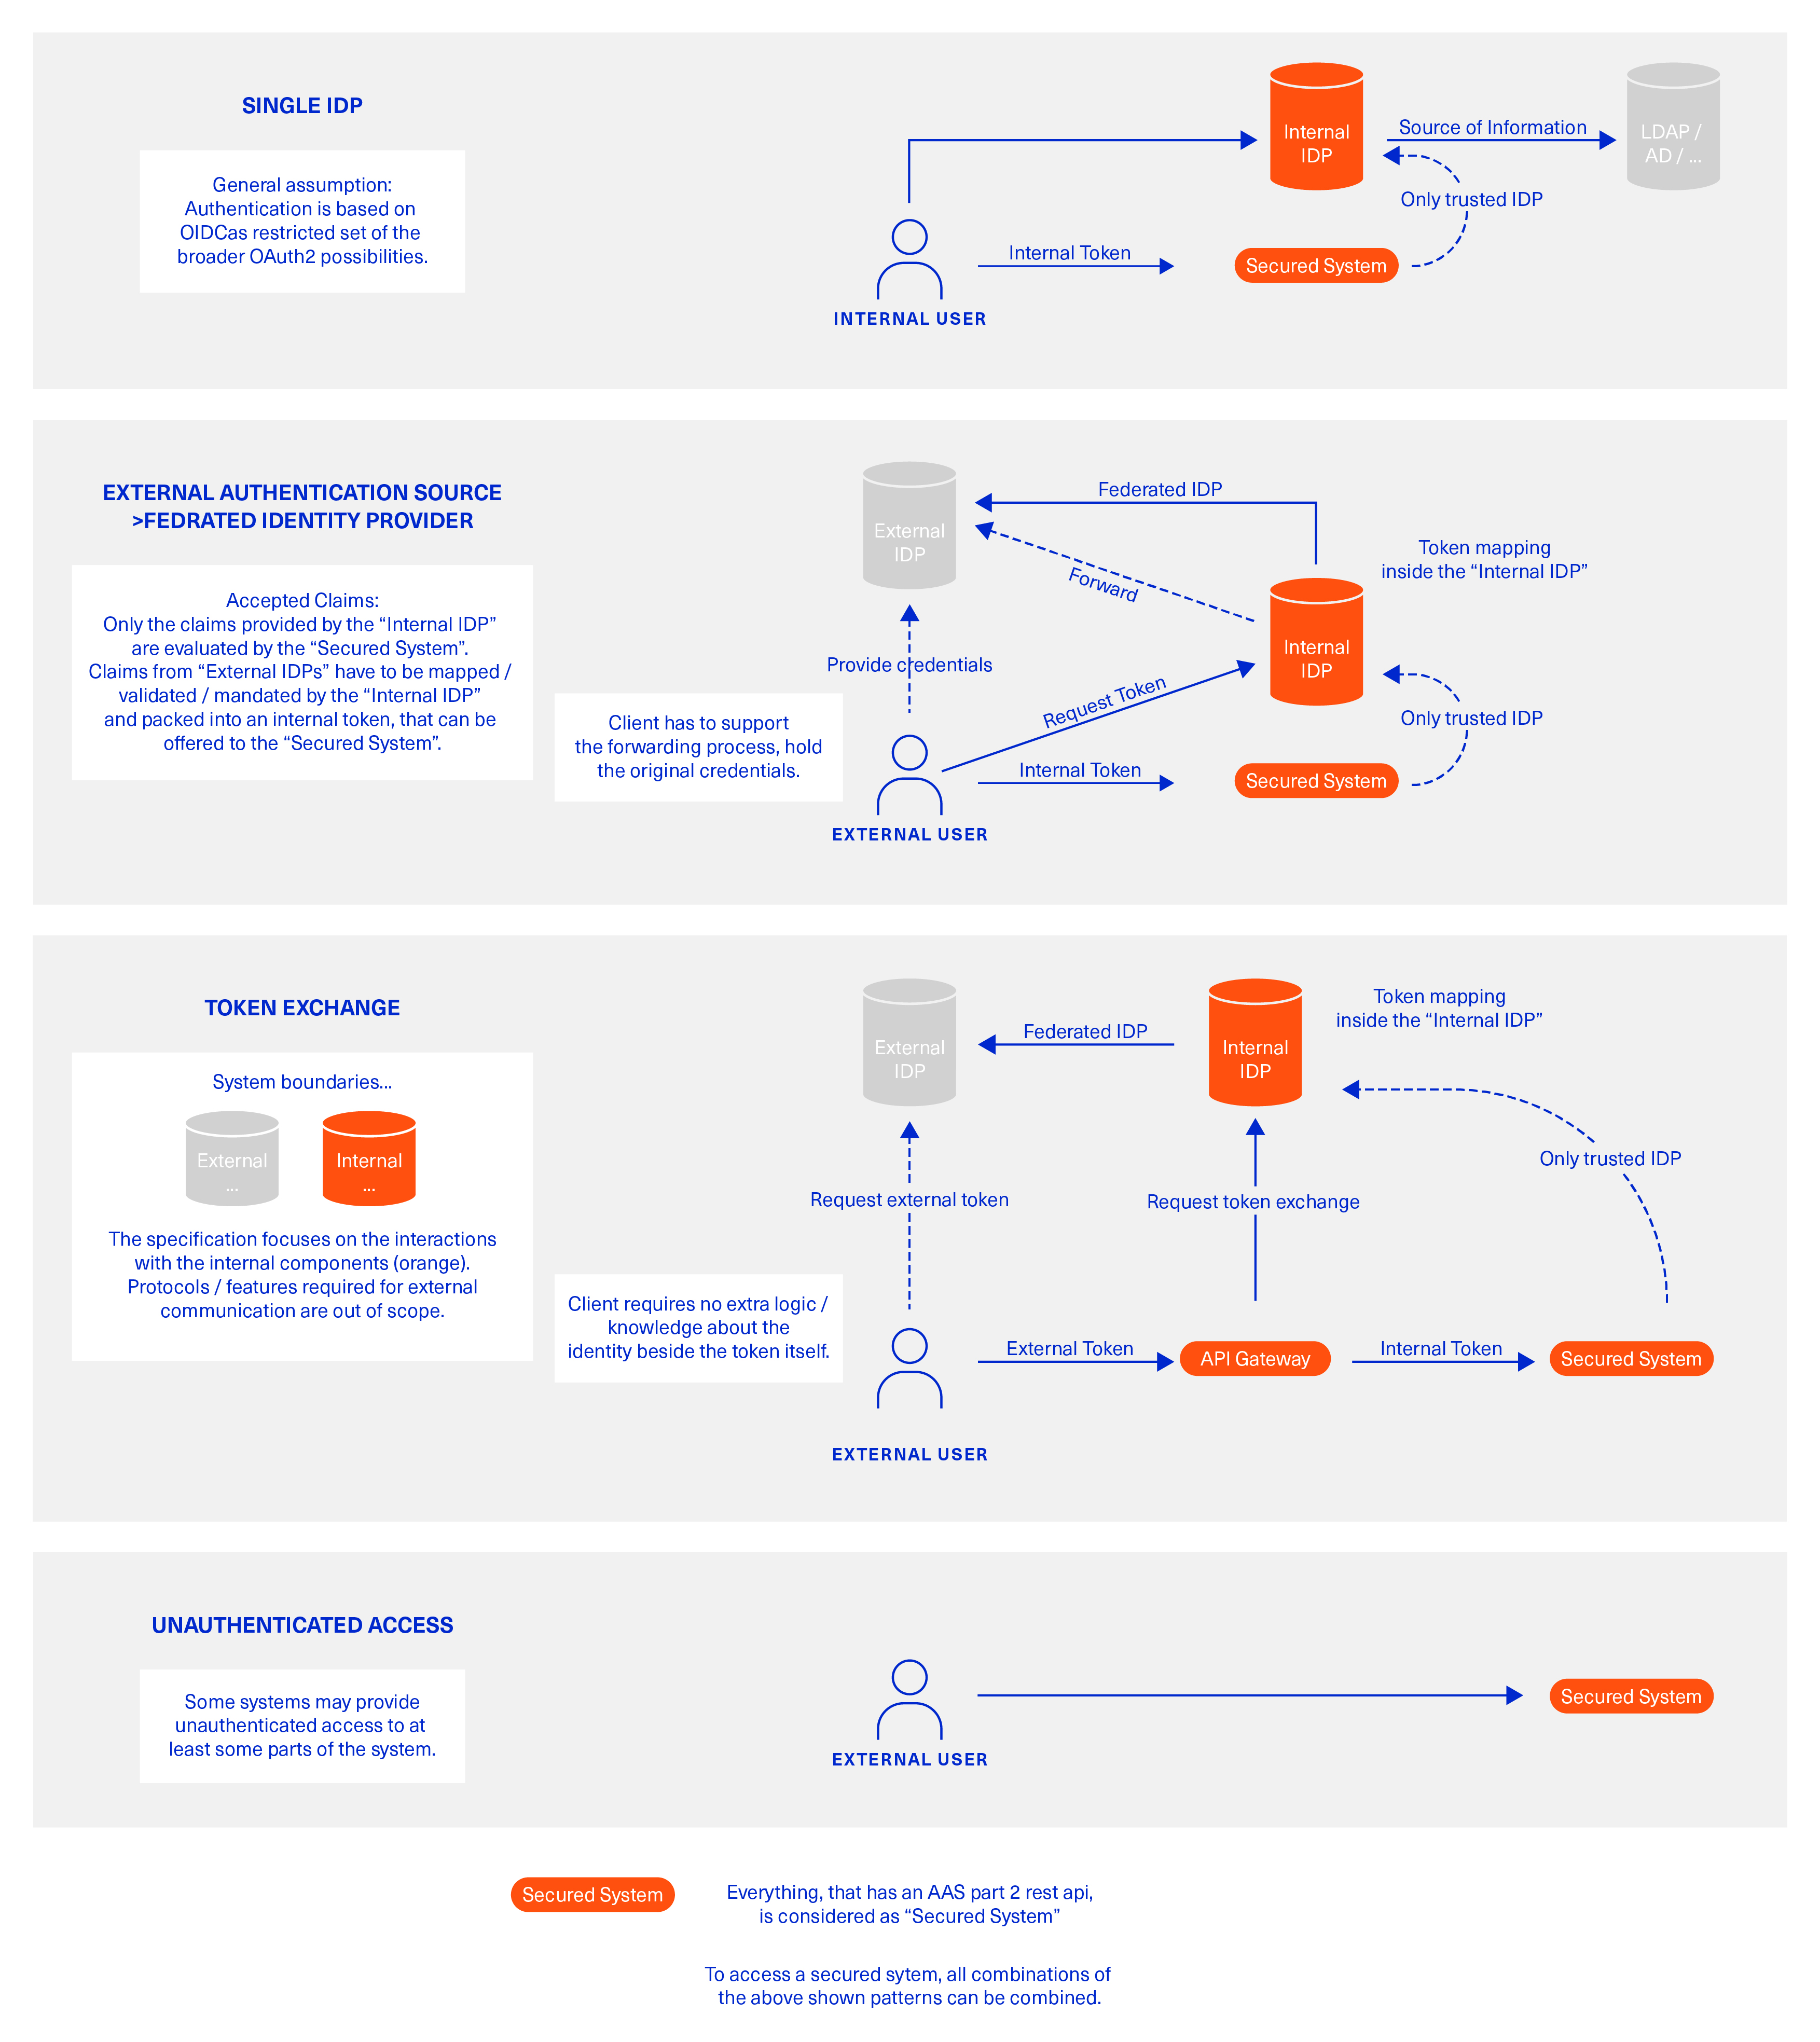 SINGLE IDP
General assumption:
Authentication is based on
OIDCas restricted set of the
broader OAuth2 possibilities.
Internal
IDP
Source of Information
LDAP /
AD / ...
Only trusted IDP
Internal Token
Secured System
INTERNAL USER
EXTERNAL AUTHENTICATION SOURCE
>FEDRATED IDENTITY PROVIDER
Accepted Claims:
Only the claims provided by the “Internal IDP”
are evaluated by the “Secured System”.
Claims from “External IDPs” have to be mapped /
validated / mandated by the “Internal IDP”
and packed into an internal token, that can be
offered to the “Secured System”.
Client has to support
the forwarding process, hold
the original credentials.
External
IDP
Federated IDP
Forward
Token mapping
inside the “Internal IDP”
Internal
IDP
Provide credentials
Request Token
Only trusted IDP
Internal Token
Secured System
EXTERNAL USER
TOKEN EXCHANGE
System boundaries...
External
...
Internal
...
The specification focuses on the interactions
with the internal components (orange).
Protocols / features required for external
communication are out of scope.
Client requires no extra logic /
knowledge about the
identity beside the token itself.
External
IDP
Federated IDP
Internal
IDP
Token mapping
inside the “Internal IDP”
Only trusted IDP
Request external token
Request token exchange
External Token
API Gateway
Internal Token
Secured System
EXTERNAL USER
UNAUTHENTICATED ACCESS
Some systems may provide
unauthenticated access to at
least some parts of the system.
Secured System
EXTERNAL USER
Secured System
Everything, that has an AAS part 2 rest api,
is considered as “Secured System”
To access a secured sytem, all combinations of
the above shown patterns can be combined.